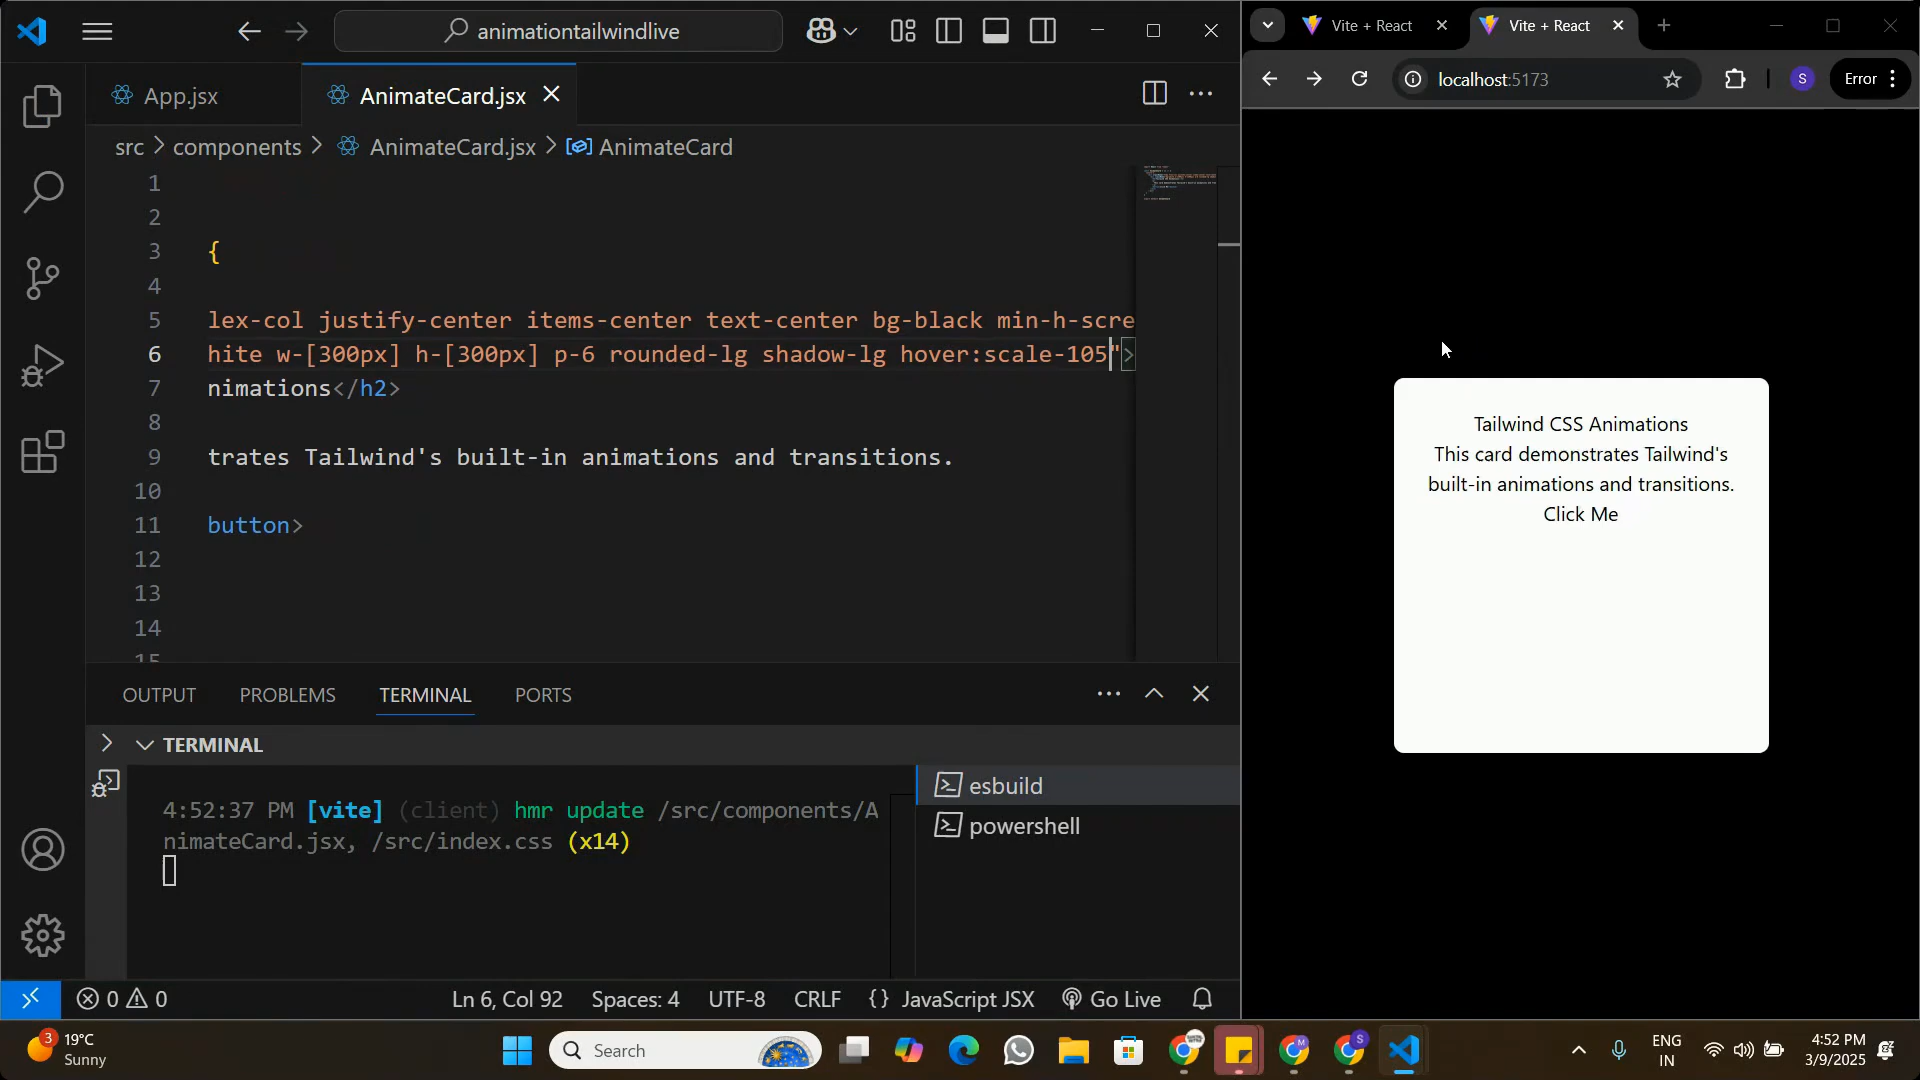 animationtailwindlive
App.jsx
AnimateCard.jsx
src > components > AnimateCard.jsx > AnimateCard
1
2
3 {
4
5 lex-col justify-center items-center text-center bg-black min-h-scre
6 hite w-[300px] h-[300px] p-6 rounded-lg shadow-lg hover:scale-105">
7 nimations</h2>
8
9 trates Tailwind's built-in animations and transitions.
10
11 button>
12
13
14
15
OUTPUT PROBLEMS TERMINAL PORTS
TERMINAL
4:52:37 PM [vite] (client) hmr update /src/components/A
nimateCard.jsx, /src/index.css (x14)
esbuild
powershell
0 0 Ln 6, Col 92 Spaces: 4 UTF-8 CRLF {} JavaScript JSX Go Live
Vite + React
Vite + React
localhost:5173
S
Error
Tailwind CSS Animations
This card demonstrates Tailwind's
built-in animations and transitions.
Click Me
3
19°C
Sunny
Search
ENG
IN
4:52 PM
3/9/2025